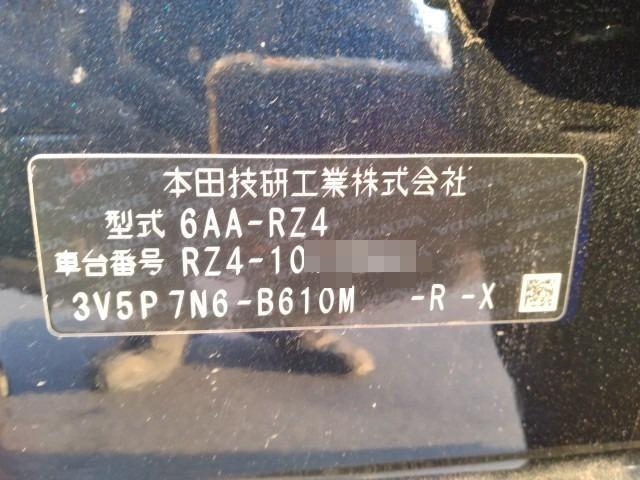 本田技研工業株式会社
型式 6AA-RZ4
車台番号 RZ4-10
3V5P 7N6-B610M -R -X